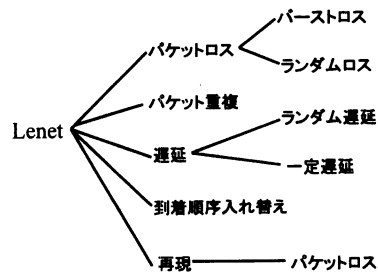 Lenet
パケットロス
バーストロス
ランダムロス
パケット重複
遅延
ランダム遅延
一定遅延
到着順序入れ替え
再現
パケットロス